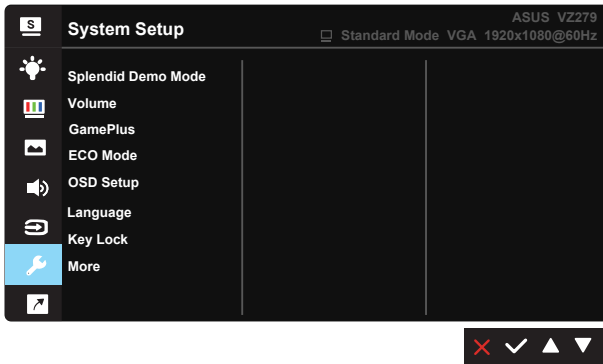 S
System Setup
ASUS VZ279
Standard Mode VGA 1920x1080@60Hz
Splendid Demo Mode
Volume
GamePlus
ECO Mode
OSD Setup
Language
Key Lock
More